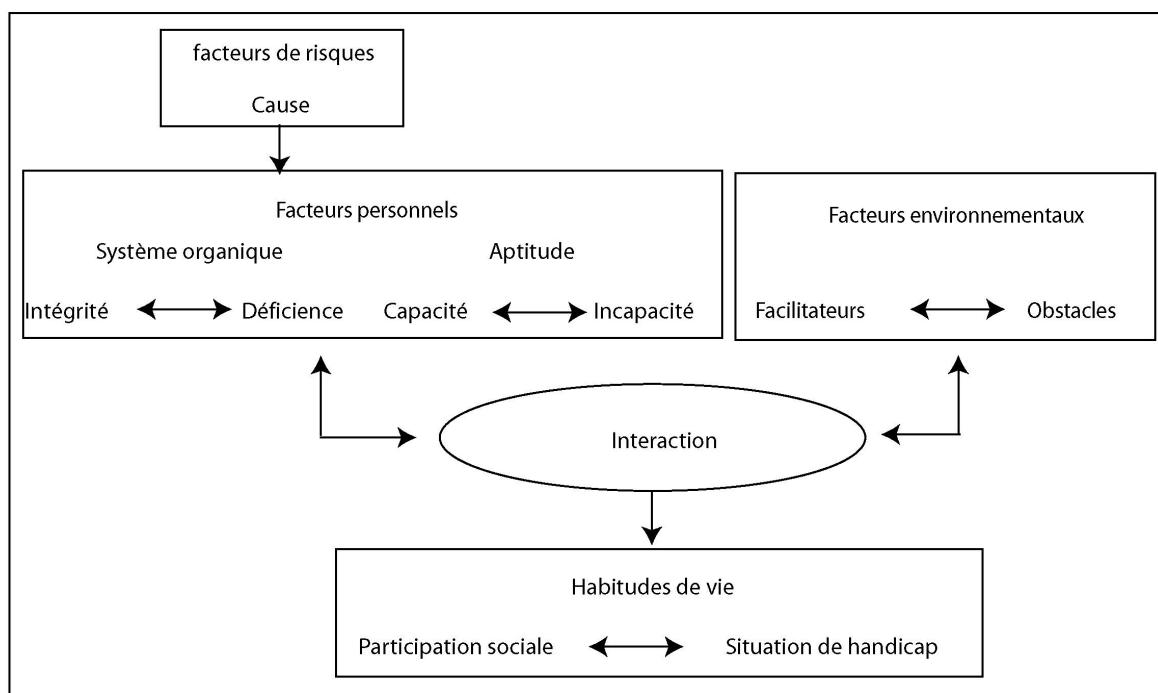 facteurs de risques
Cause
Facteurs personnels
Système organique Aptitude
Intégrité Déficience Capacité Incapacité
Facteurs environnementaux
Facilitateurs Obstacles
Interaction
Habitudes de vie
Participation sociale Situation de handicap